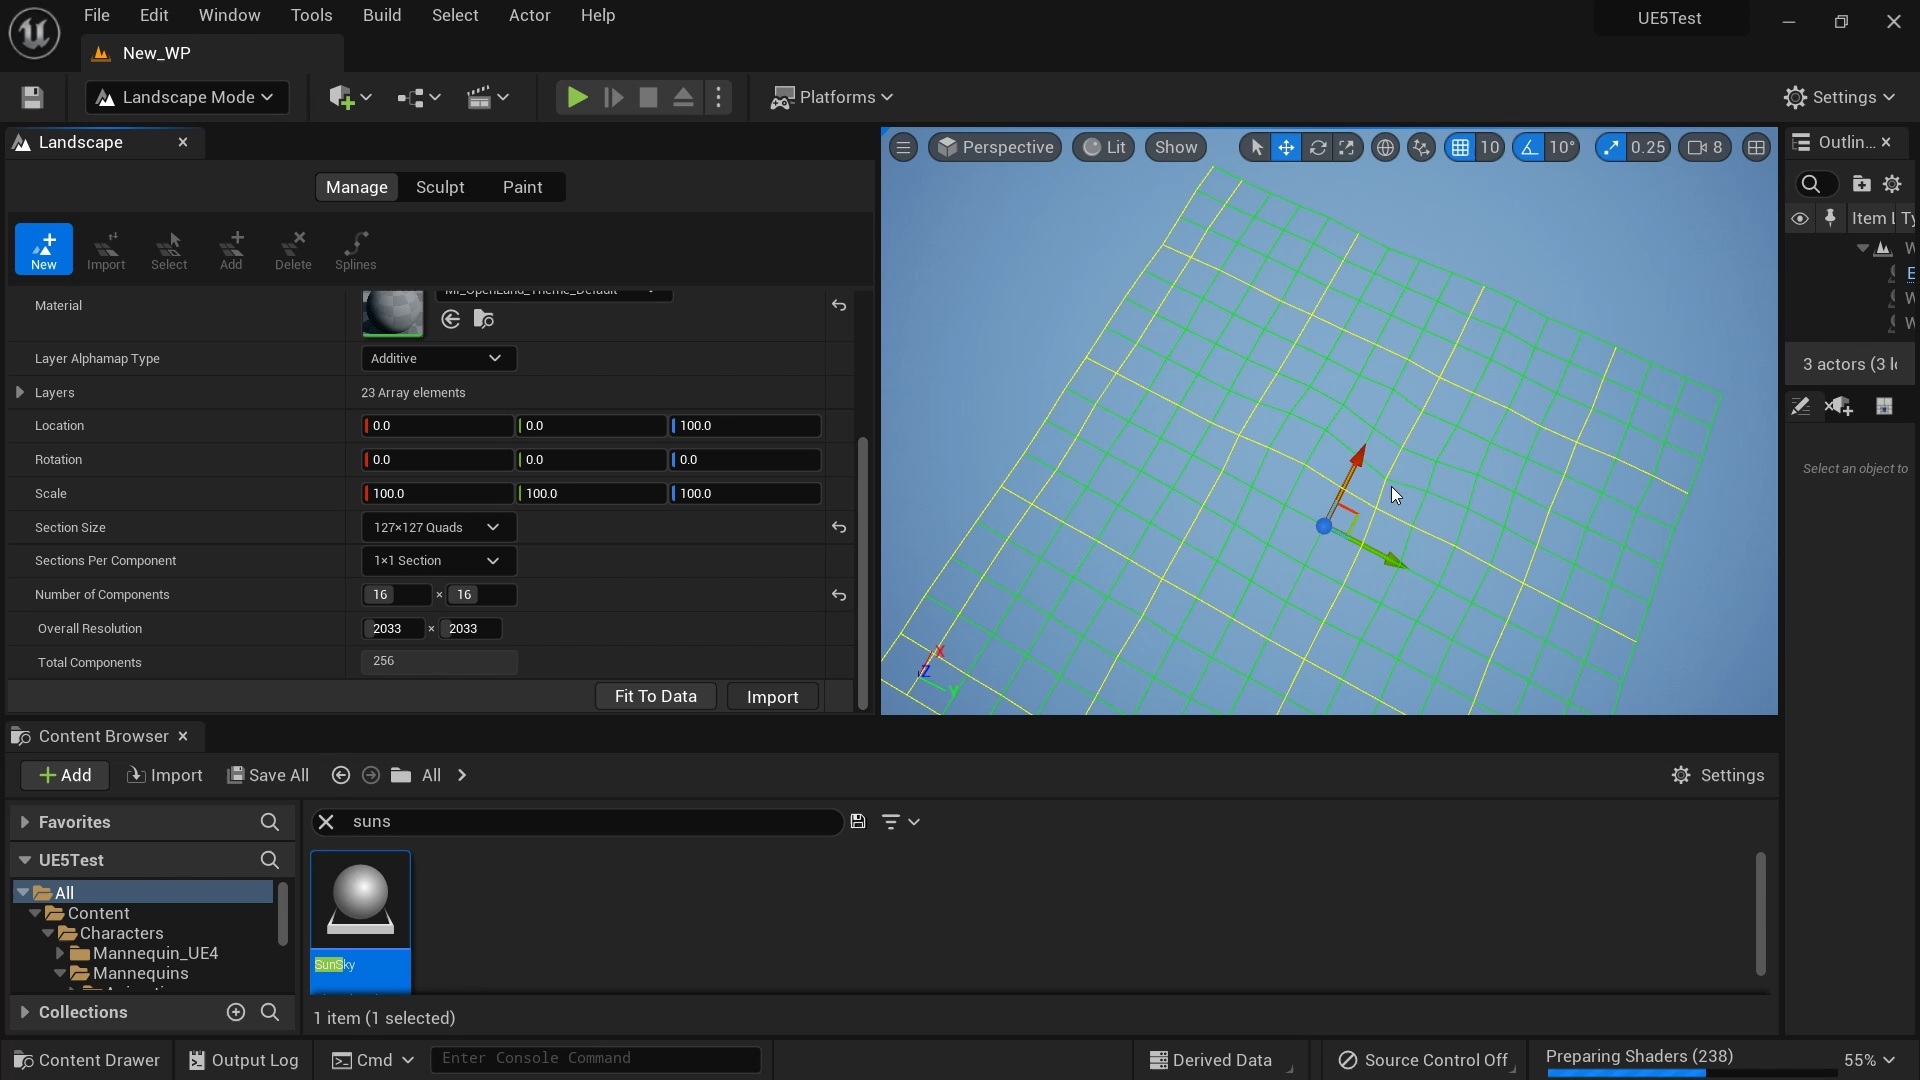 File Edit Window Tools Build Select Actor Help
UE5Test
New_WP
Landscape Mode
Platforms
Settings
Landscape
Manage Sculpt Paint
New Import Select Add Delete Splines
Material
MI_OpenLand_Theme_Default
Layer Alphamap Type Additive
Layers 23 Array elements
Location 0.0 0.0 100.0
Rotation 0.0 0.0 0.0
Scale 100.0 100.0 100.0
Section Size 127×127 Quads
Sections Per Component 1×1 Section
Number of Components 16 × 16
Overall Resolution 2033 × 2033
Total Components 256
Fit To Data Import
Perspective Lit Show 10 10° 0.25 8
X
Z
Y
Outlin...
Item L Ty
W
E
W
W
3 actors (3 lo
Select an object to
Content Browser
Add Import Save All All Settings
Favorites
suns
UE5Test
All
Content
Characters
Mannequin_UE4
Mannequins
SunSky
Collections
1 item (1 selected)
Content Drawer Output Log Cmd Enter Console Command Derived Data Source Control Off Preparing Shaders (238) 55%